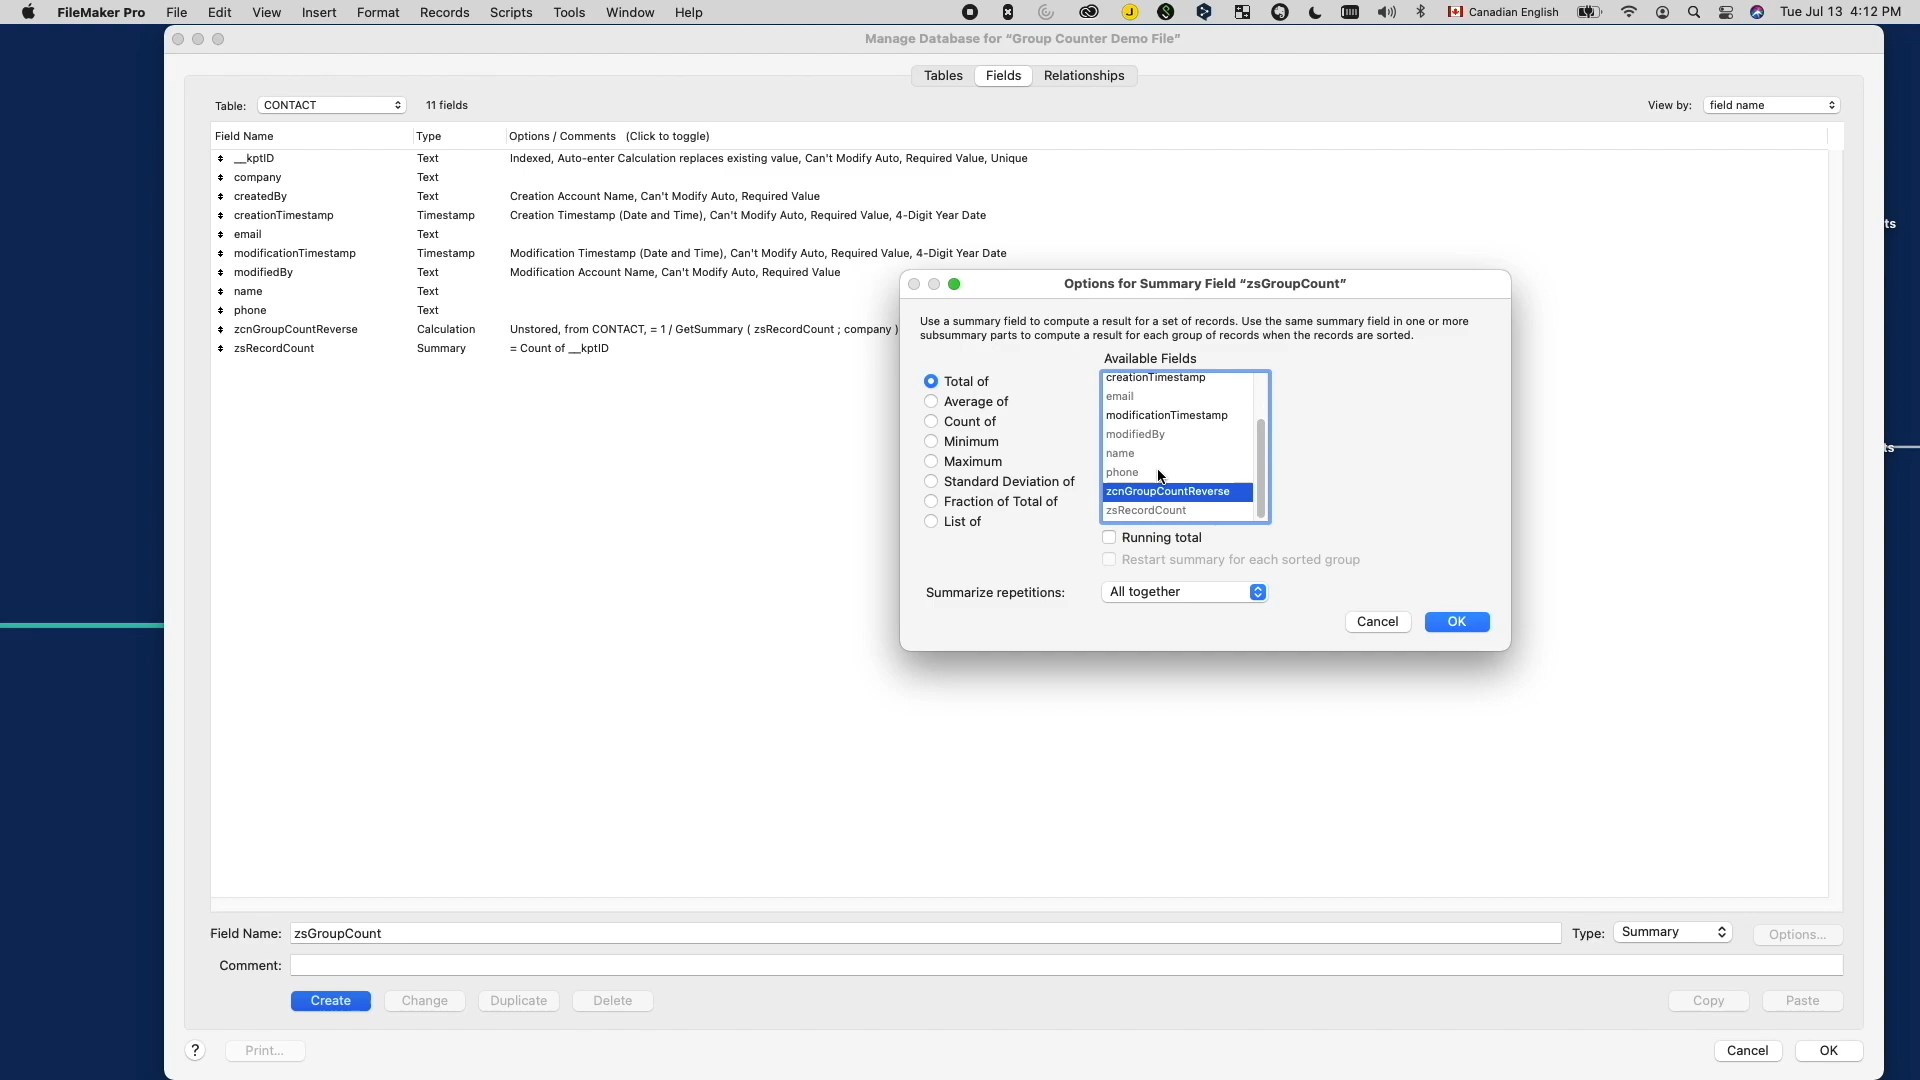 FileMaker Pro File Edit View Insert Format Records Scripts Tools Window Help Canadian English Tue Jul 13 4:12 PM
Manage Database for “Group Counter Demo File”
Tables Fields Relationships
Table: CONTACT 11 fields View by: field name
Field Name Type Options / Comments (Click to toggle)
__kptID Text Indexed, Auto-enter Calculation replaces existing value, Can't Modify Auto, Required Value, Unique
company Text
createdBy Text Creation Account Name, Can't Modify Auto, Required Value
creationTimestamp Timestamp Creation Timestamp (Date and Time), Can't Modify Auto, Required Value, 4-Digit Year Date
ts
email Text
modificationTimestamp Timestamp Modification Timestamp (Date and Time), Can't Modify Auto, Required Value, 4-Digit Year Date
modifiedBy Text Modification Account Name, Can't Modify Auto, Required Value
name Text
phone Text
zcnGroupCountReverse Calculation Unstored, from CONTACT, = 1 / GetSummary ( zsRecordCount ; company )
zsRecordCount Summary = Count of __kptID
Options for Summary Field “zsGroupCount”
Use a summary field to compute a result for a set of records. Use the same summary field in one or more
subsummary parts to compute a result for each group of records when the records are sorted.
Available Fields
Total of
Average of
Count of
Minimum
Maximum
Standard Deviation of
Fraction of Total of
List of
creationTimestamp
email
modificationTimestamp
modifiedBy
name
phone
zcnGroupCountReverse
zsRecordCount
ts
Running total
Restart summary for each sorted group
Summarize repetitions: All together
Cancel OK
Field Name: zsGroupCount Type: Summary Options...
Comment:
Create Change Duplicate Delete Copy Paste
? Print... Cancel OK